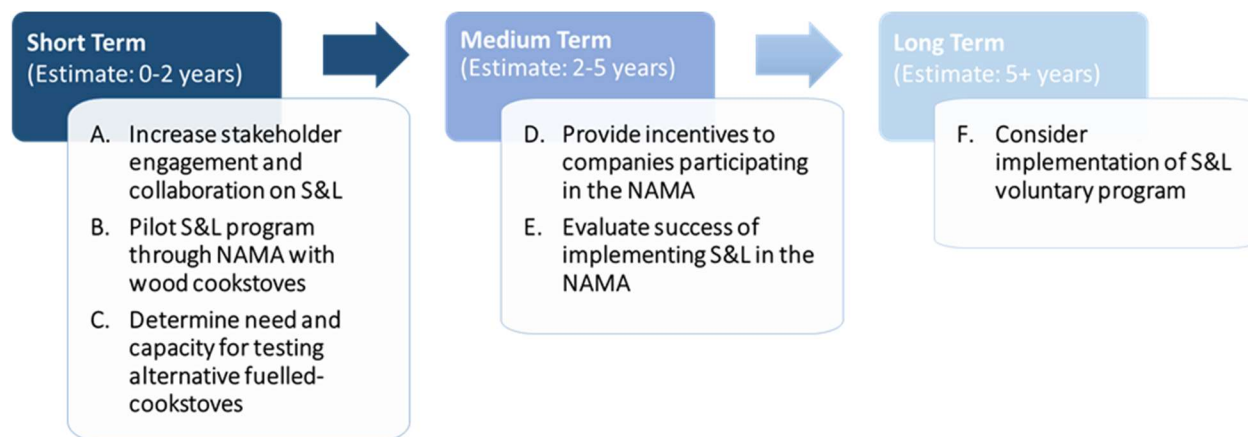 Short Term
(Estimate: 0-2 years)
A. Increase stakeholder
engagement and
collaboration on S&L
B. Pilot S&L program
through NAMA with
wood cookstoves
C. Determine need and
capacity for testing
alternative fuelled-
cookstoves
Medium Term
(Estimate: 2-5 years)
D. Provide incentives to
companies participating
in the NAMA
E. Evaluate success of
implementing S&L in the
NAMA
Long Term
(Estimate: 5+ years)
F. Consider
implementation of S&L
voluntary program